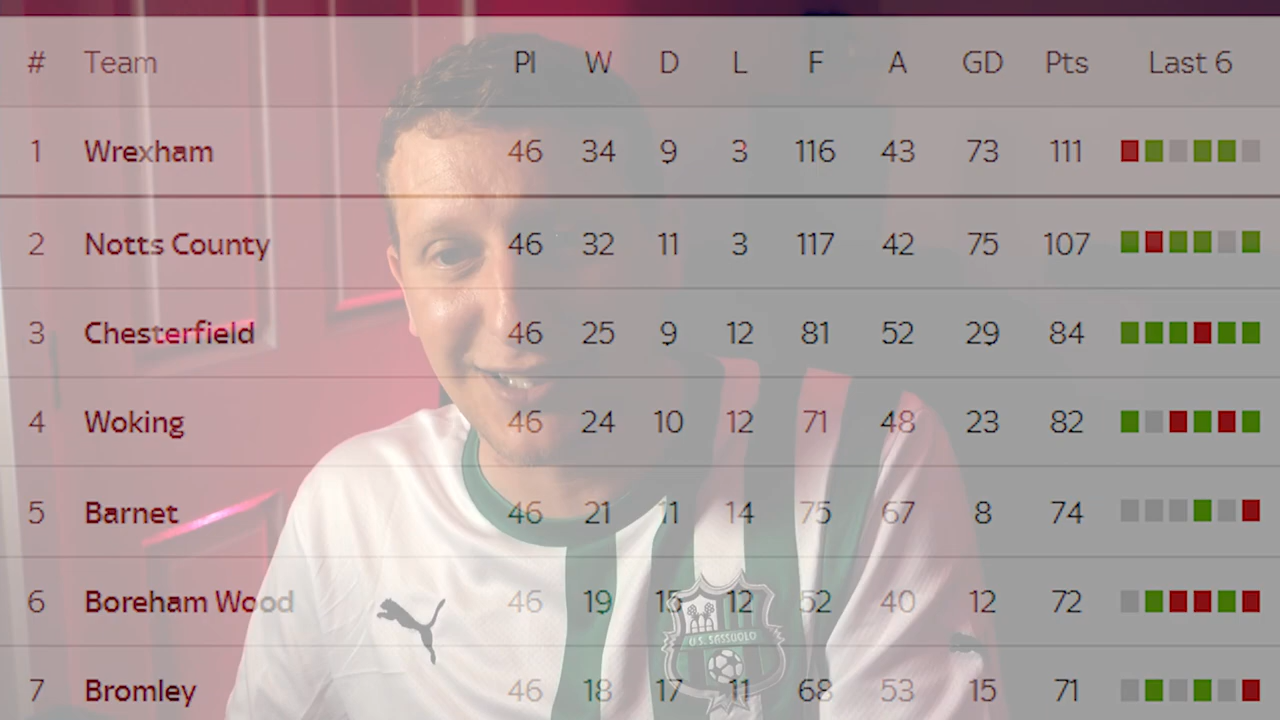 # Team Pl W D L F A GD Pts Last 6
1 Wrexham 46 34 9 3 116 43 73 111
2 Notts County 46 32 11 3 117 42 75 107
3 Chesterfield 46 25 9 12 81 52 29 84
4 Woking 46 24 10 12 71 48 23 82
5 Barnet 46 21 11 14 75 67 8 74
6 Boreham Wood 46 19 15 12 52 40 12 72
U.S. SASSUOLO
7 Bromley 46 18 17 11 68 53 15 71